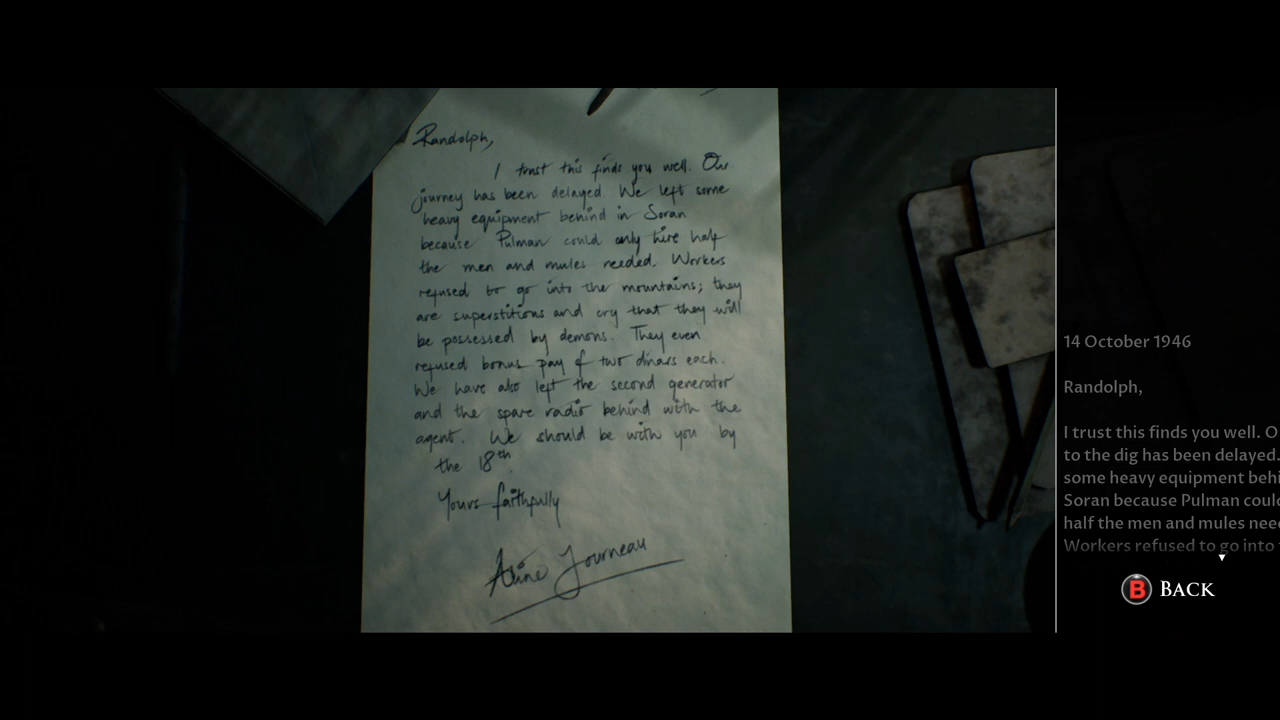 Randolph,
I trust this finds you well. Our
journey has been delayed. We left some
heavy equipment behind in Soran
because Pulman could only hire half
the men and mules needed. Workers
refused to go into the mountains; they
are superstitious and cry that they will
be possessed by demons. They even
refused bonus pay of two dinars each.
We have also left the second generator
and the spare radio behind with the
agent. We should be with you by
the 18th.
Yours faithfully
Aline Journeau
14 October 1946
Randolph,
I trust this finds you well. O
to the dig has been delayed.
some heavy equipment behi
Soran because Pulman coul
half the men and mules nee
Workers refused to go into
B BACK